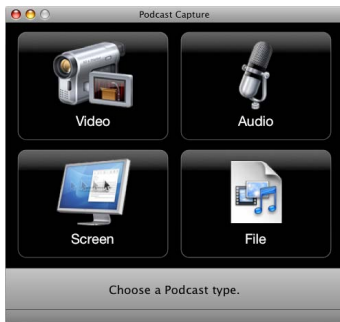 Podcast Capture
Video
Audio
Screen
File
Choose a Podcast type.